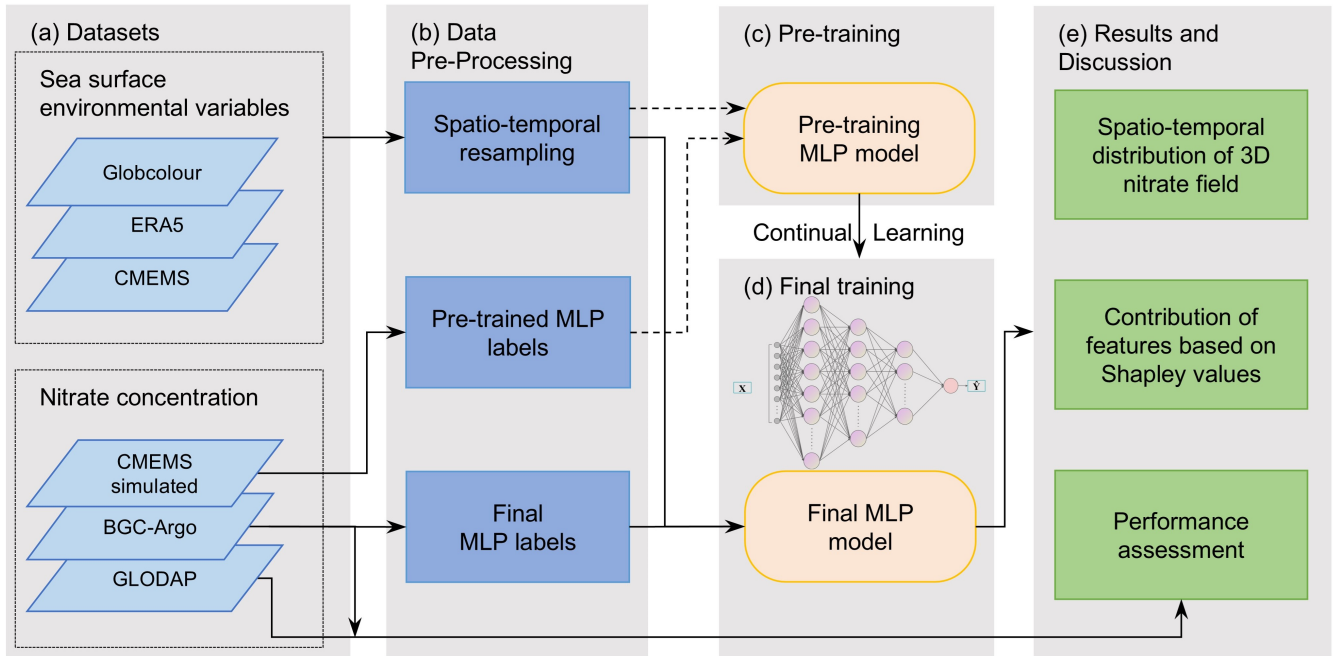 (a) Datasets
Sea surface
environmental variables
Globcolour
ERA5
CMEMS
Nitrate concentration
CMEMS
simulated
BGC-Argo
GLODAP
(b) Data
Pre-Processing
Spatio-temporal
resampling
Pre-trained MLP
labels
Final
MLP labels
(c) Pre-training
Pre-training
MLP model
Continual Learning
(d) Final training
X
Ŷ
Final MLP
model
(e) Results and
Discussion
Spatio-temporal
distribution of 3D
nitrate field
Contribution of
features based on
Shapley values
Performance
assessment